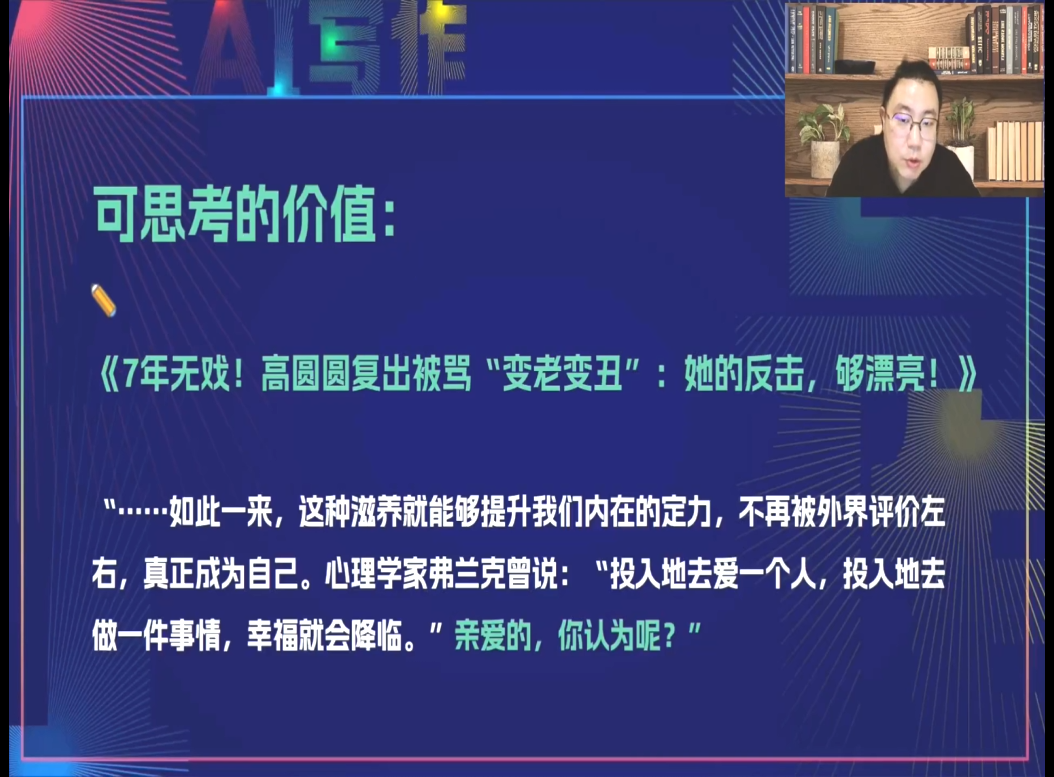 AI写作
可思考的价值：
《7年无戏！高圆圆复出被骂“变老变丑”：她的反击，够漂亮！》
“……如此一来，这种滋养就能够提升我们内在的定力，不再被外界评价左
右，真正成为自己。心理学家弗兰克曾说：“投入地去爱一个人，投入地去
做一件事情，幸福就会降临。”亲爱的，你认为呢？”